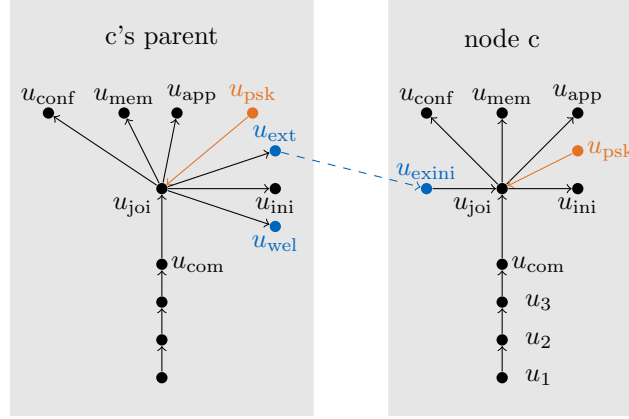 c's parent
u_conf
u_mem
u_app
u_psk
u_ext
u_joi
u_ini
u_wel
u_com
node c
u_conf
u_mem
u_app
u_psk
u_exini
u_joi
u_ini
u_com
u_3
u_2
u_1